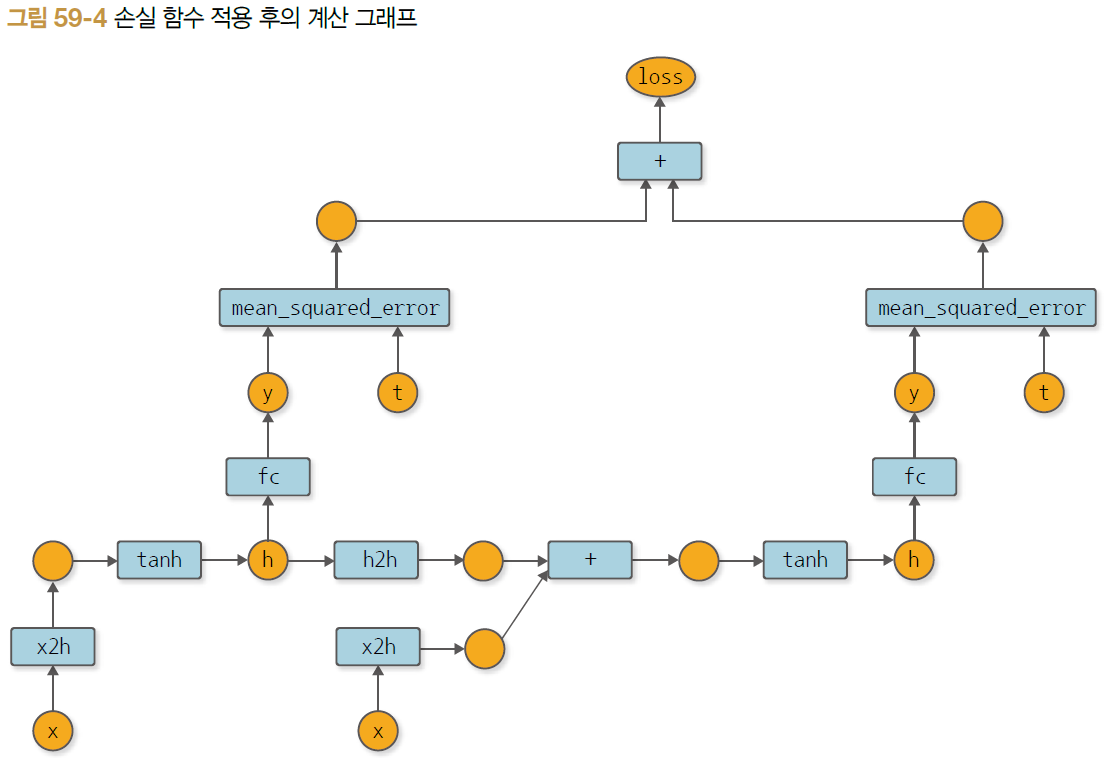 그림 59-4 손실 함수 적용 후의 계산 그래프
loss
+
mean_squared_error
mean_squared_error
y
t
y
t
fc
fc
tanh
h
h2h
+
tanh
h
x2h
x2h
x
x